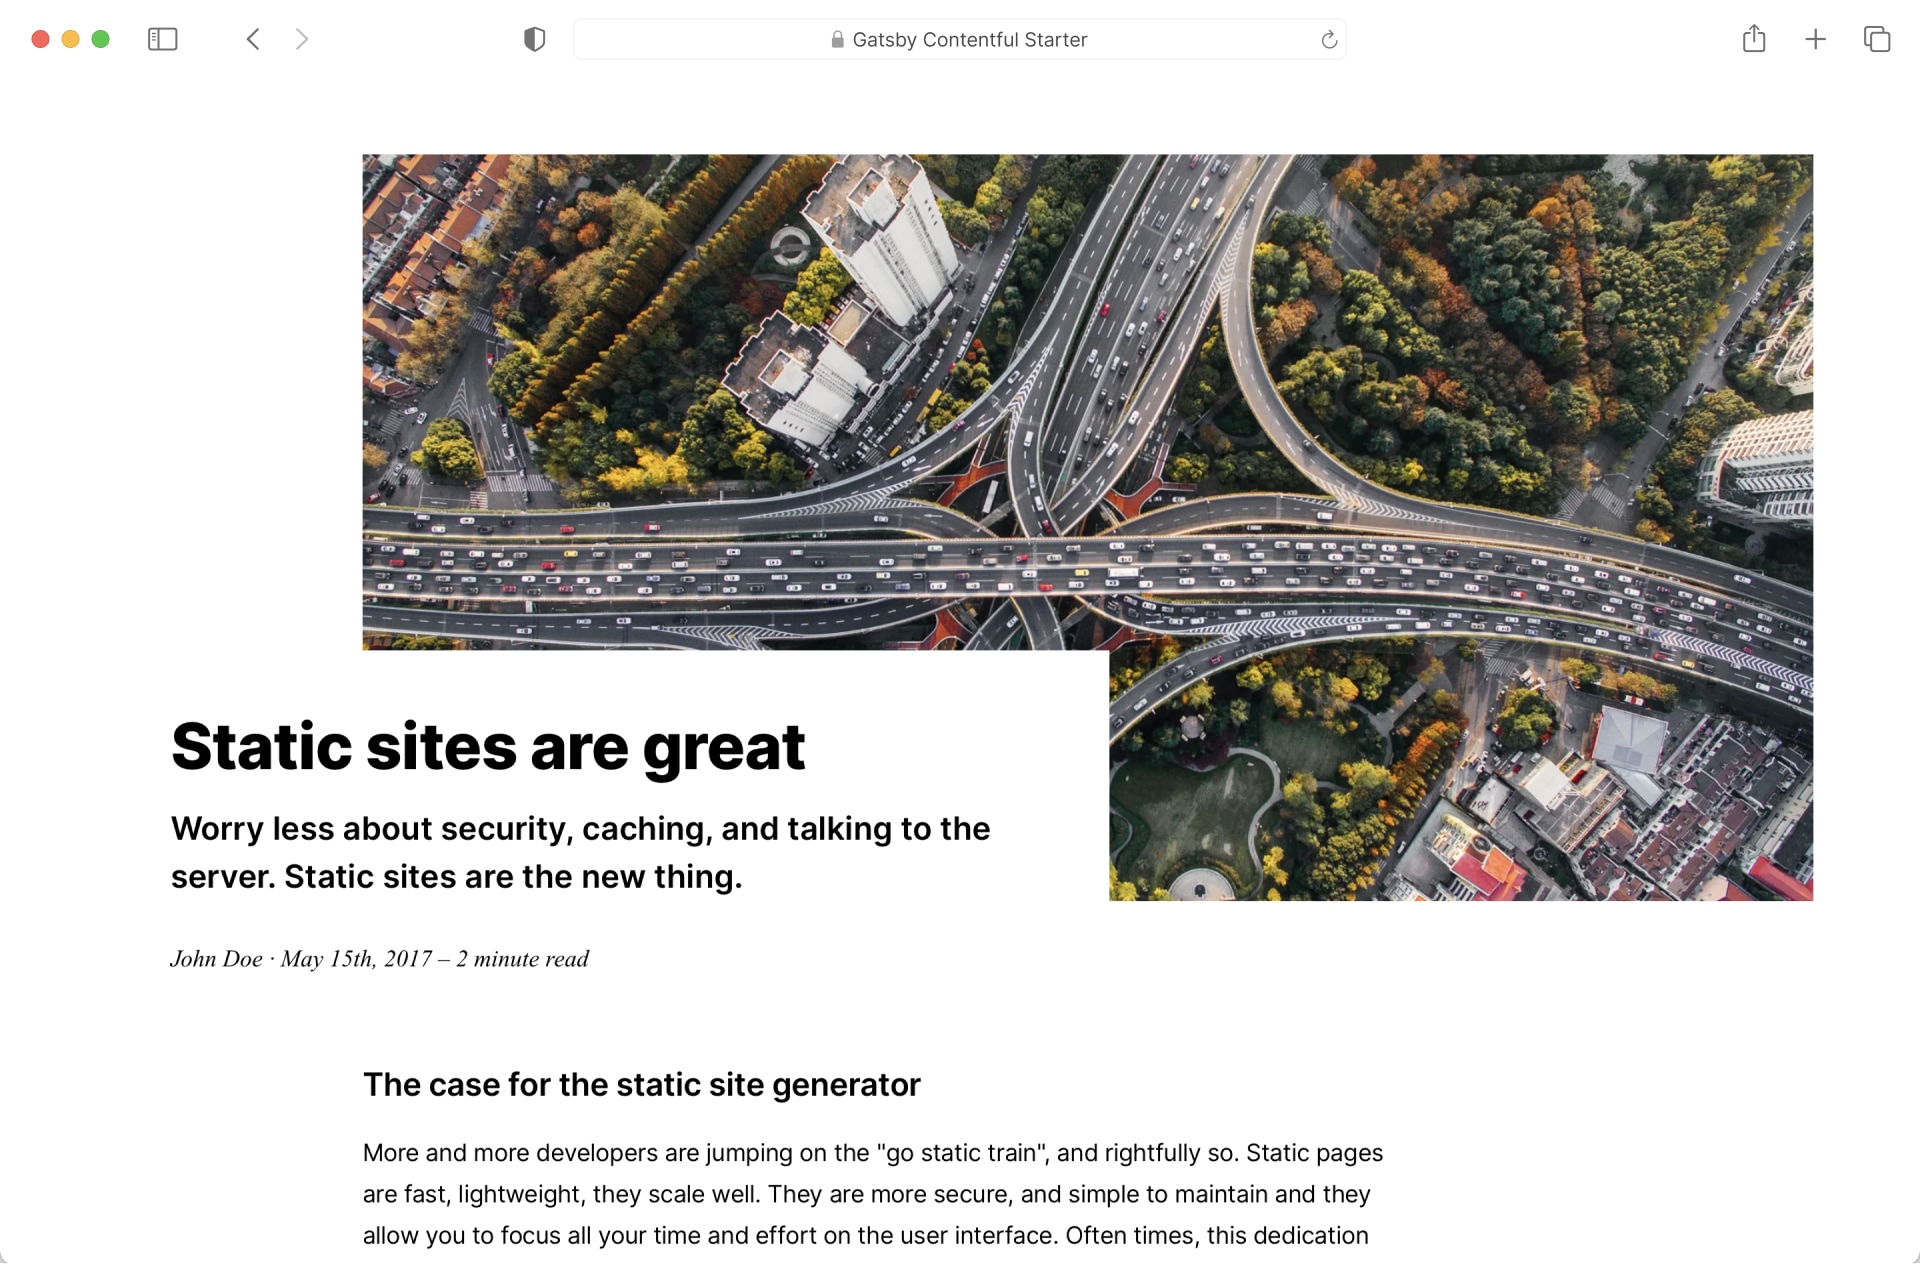 Gatsby Contentful Starter
Static sites are great
Worry less about security, caching, and talking to the
server. Static sites are the new thing.
John Doe · May 15th, 2017 – 2 minute read
The case for the static site generator
More and more developers are jumping on the "go static train", and rightfully so. Static pages
are fast, lightweight, they scale well. They are more secure, and simple to maintain and they
allow you to focus all your time and effort on the user interface. Often times, this dedication